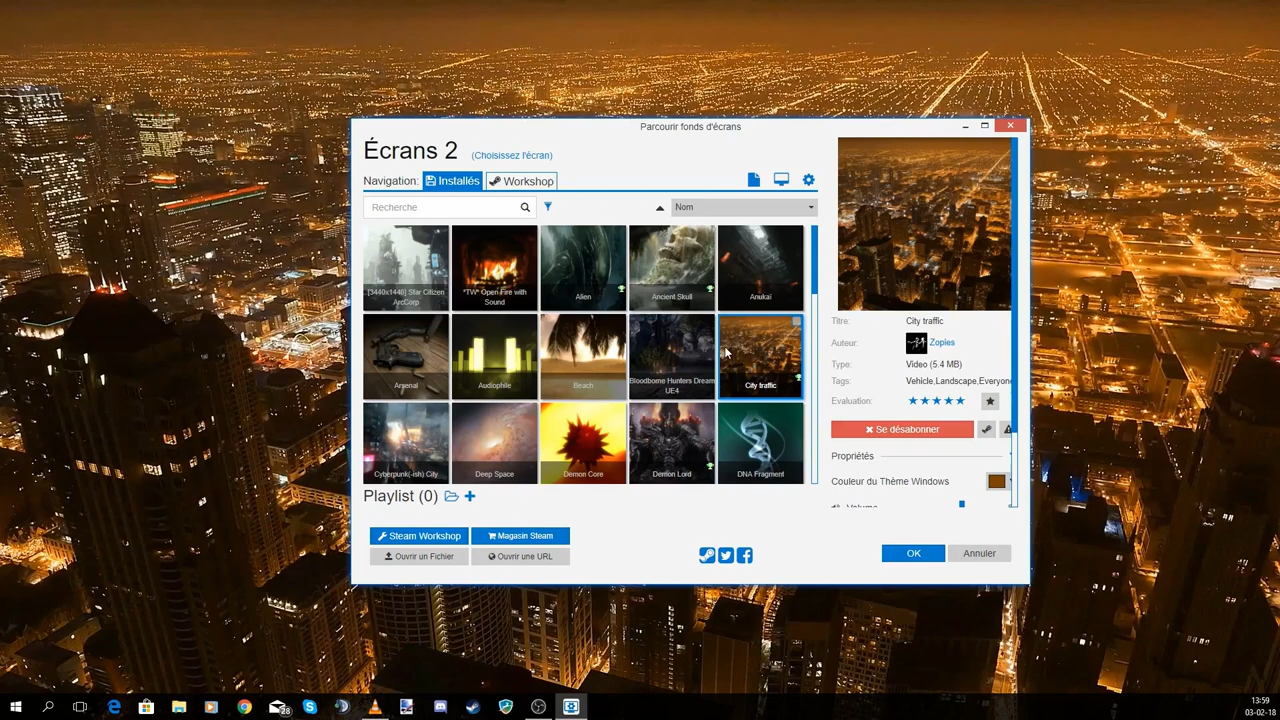 Parcourir fonds d'écrans
Écrans 2 (Choisissez l'écran)
Navigation: Installés Workshop
Recherche
Nom
[3440x1440] Star Citizen
ArcCorp
*TW* Open Fire with
Sound
Alien
Ancient Skull
Anukai
Arsenal
Audiophile
Beach
Bloodborne Hunters Dream
UE4
City traffic
Cyberpunk(-ish) City
Deep Space
Demon Core
Demon Lord
DNA Fragment
Playlist (0)
Steam Workshop
Magasin Steam
Ouvrir un Fichier
Ouvrir une URL
Titre: City traffic
Auteur: Zopies
Type: Video (5.4 MB)
Tags: Vehicle,Landscape,Everyon
Evaluation:
Se désabonner
Propriétés
Couleur du Thème Windows
Volume
OK
Annuler
28
13:59
03-02-18